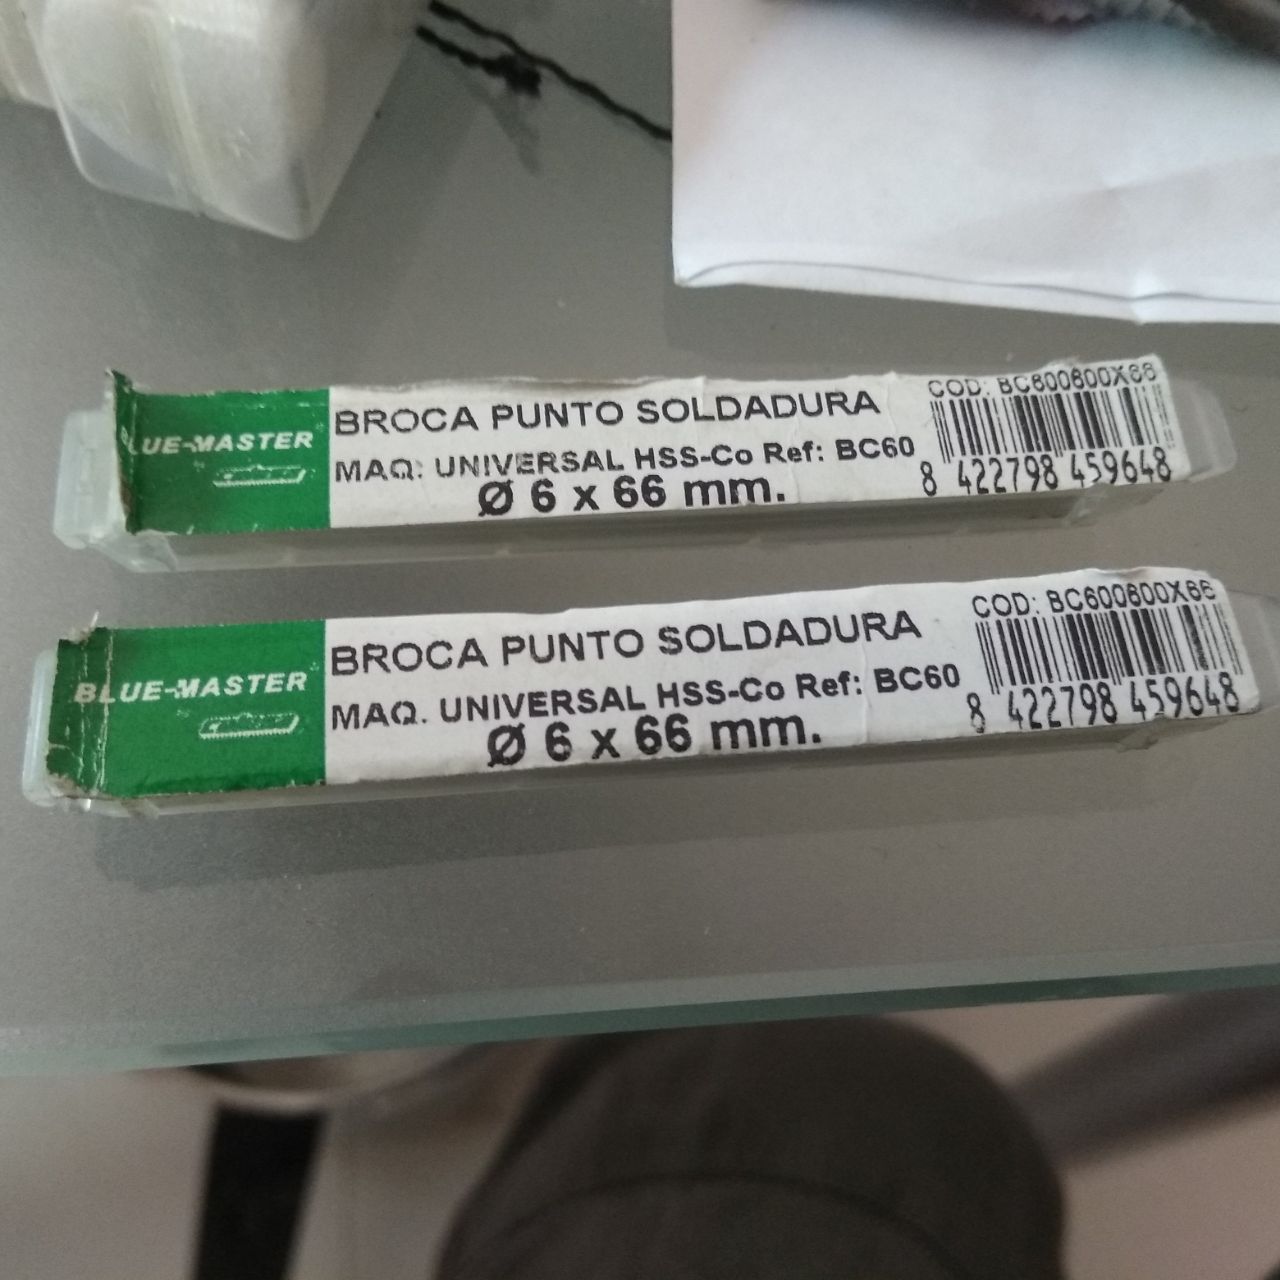 BLUE-MASTER
BROCA PUNTO SOLDADURA
MAQ: UNIVERSAL HSS-Co Ref: BC60
Ø 6 x 66 mm.
COD: BC600600X66
8 422798 459648
BLUE-MASTER
BROCA PUNTO SOLDADURA
MAQ. UNIVERSAL HSS-Co Ref: BC60
Ø 6 x 66 mm.
COD: BC600600X66
8 422798 459648